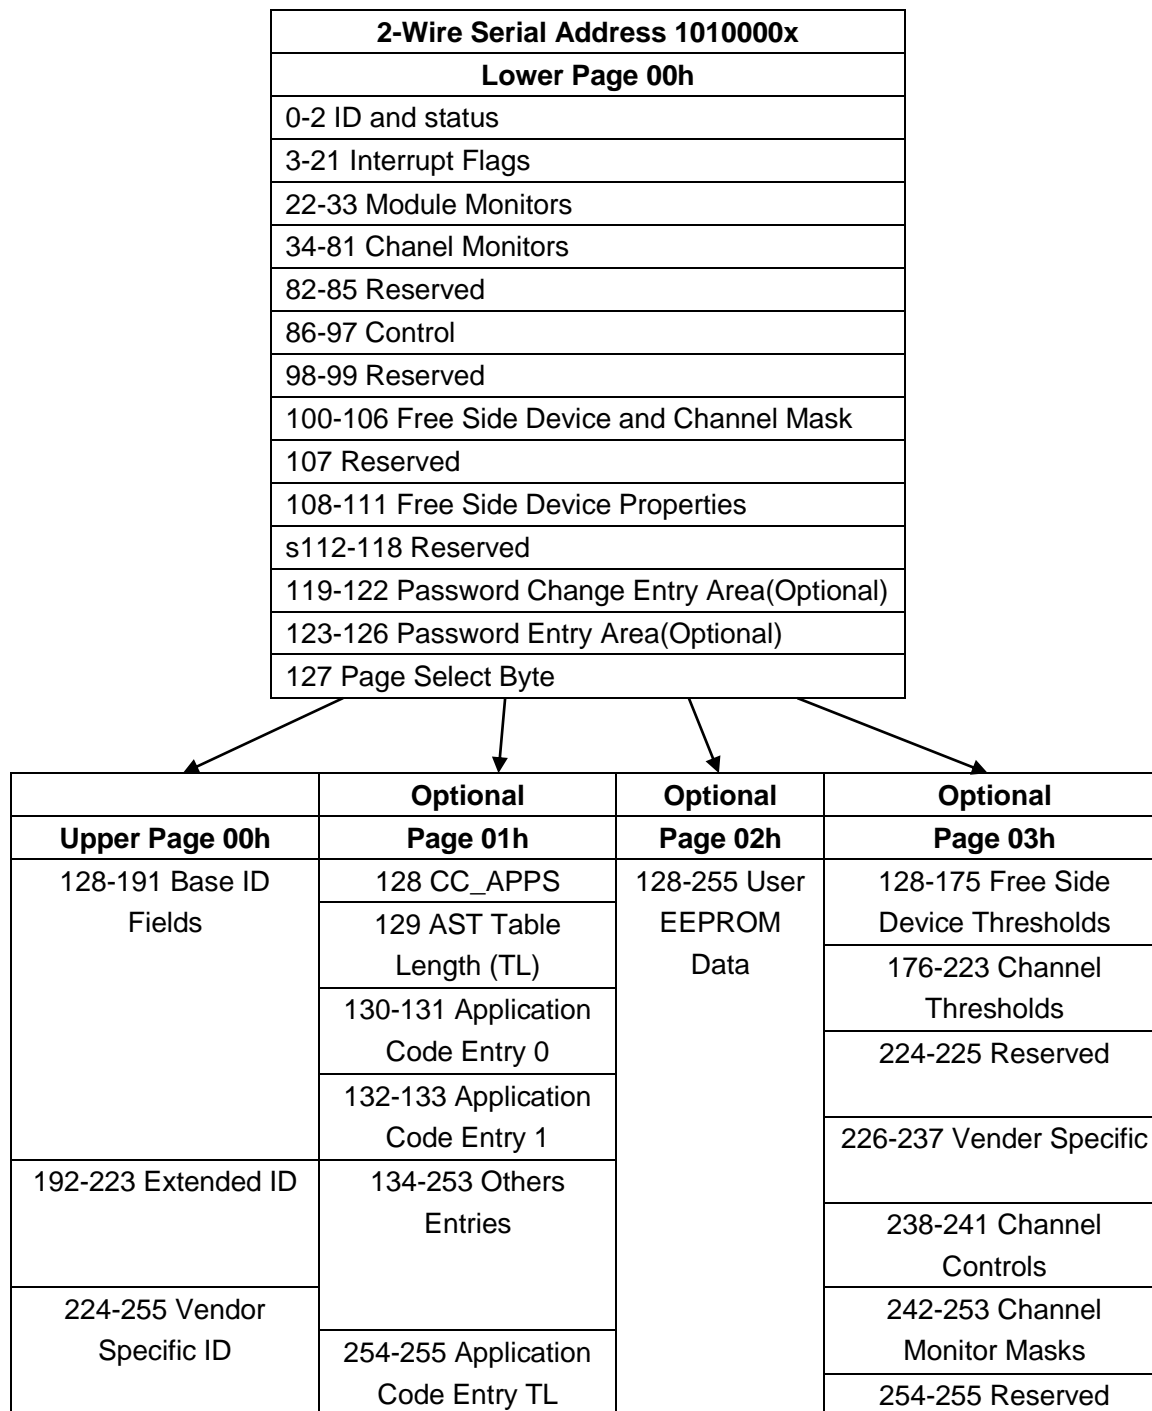 2-Wire Serial Address 1010000x
Lower Page 00h
0-2 ID and status
3-21 Interrupt Flags
22-33 Module Monitors
34-81 Chanel Monitors
82-85 Reserved
86-97 Control
98-99 Reserved
100-106 Free Side Device and Channel Mask
107 Reserved
108-111 Free Side Device Properties
s112-118 Reserved
119-122 Password Change Entry Area(Optional)
123-126 Password Entry Area(Optional)
127 Page Select Byte
Upper Page 00h
128-191 Base ID
Fields
192-223 Extended ID
224-255 Vendor
Specific ID
Optional
Page 01h
128 CC_APPS
129 AST Table
Length (TL)
130-131 Application
Code Entry 0
132-133 Application
Code Entry 1
134-253 Others
Entries
254-255 Application
Code Entry TL
Optional
Page 02h
128-255 User
EEPROM
Data
Optional
Page 03h
128-175 Free Side
Device Thresholds
176-223 Channel
Thresholds
224-225 Reserved
226-237 Vender Specific
238-241 Channel
Controls
242-253 Channel
Monitor Masks
254-255 Reserved